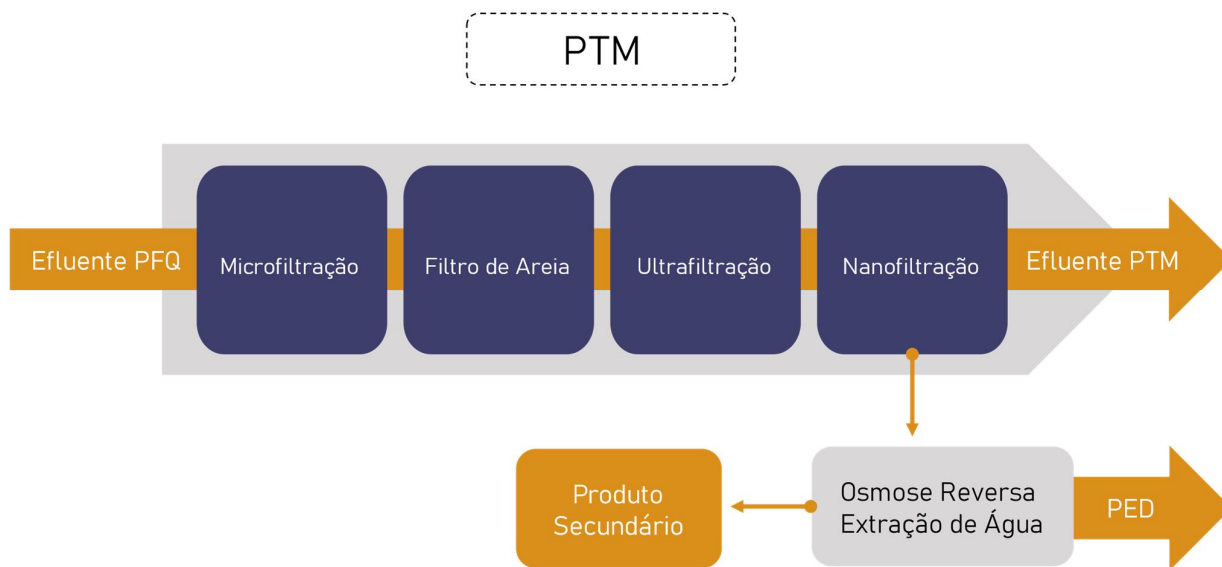 PTM
Efluente PFQ
Microfiltração
Filtro de Areia
Ultrafiltração
Nanofiltração
Efluente PTM
Produto
Secundário
Osmose Reversa
Extração de Água
PED